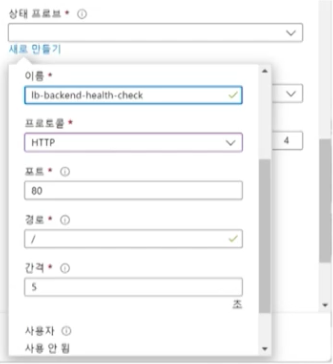 상태 프로브 *
새로 만들기
이름 *
lb-backend-health-check
프로토콜 *
HTTP
4
포트 *
80
경로 *
/
간격 *
5
초
사용자
사용 안 됨